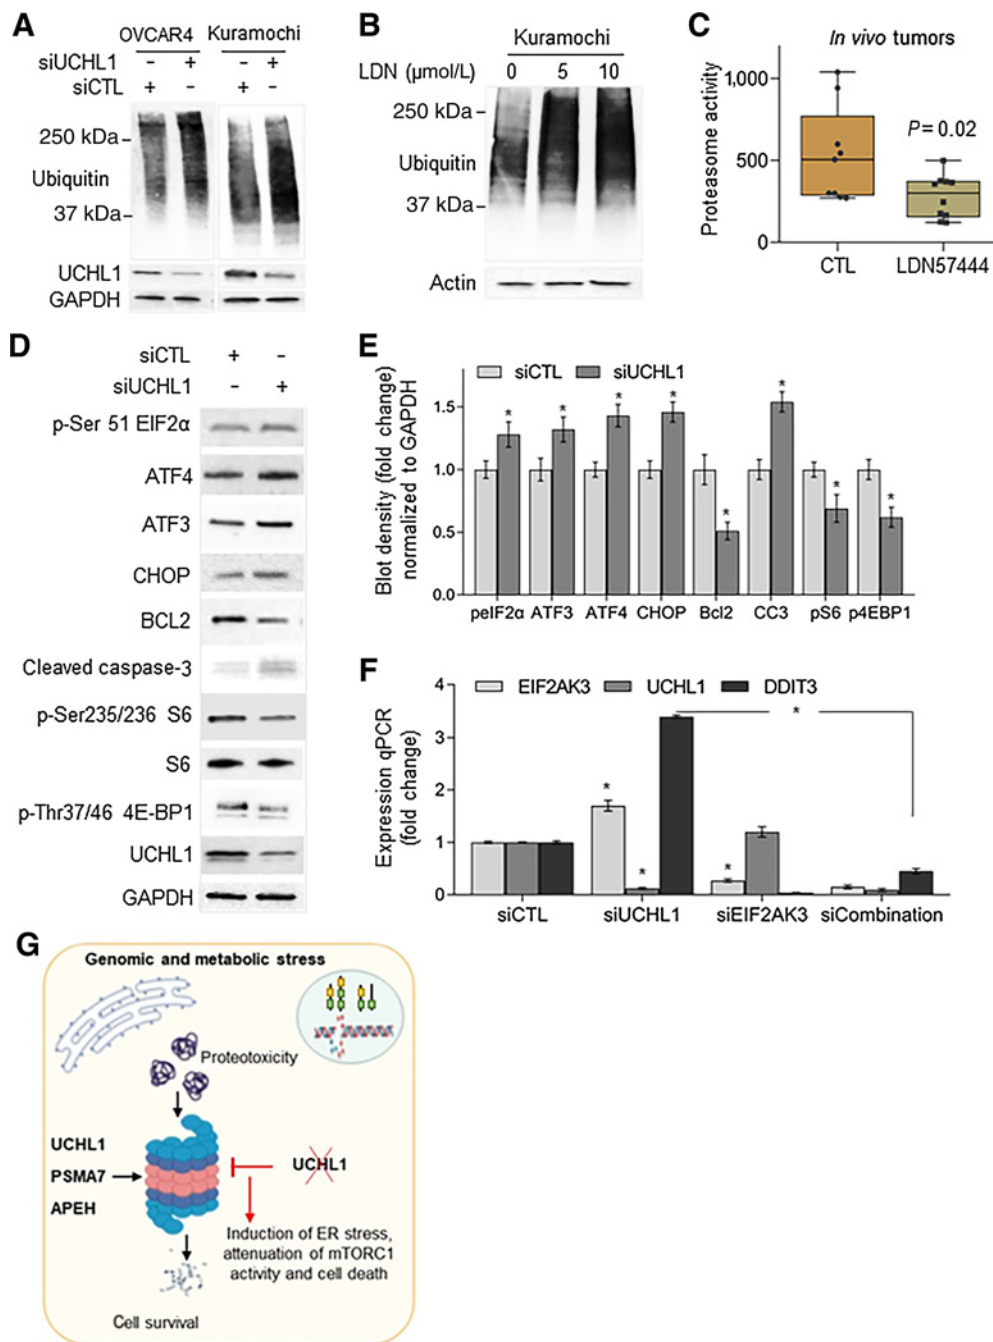 A
OVCAR4 Kuramochi
siUCHL1 - + - +
siCTL + - + -
250 kDa
Ubiquitin
37 kDa
UCHL1
GAPDH
B
Kuramochi
LDN (µmol/L) 0 5 10
250 kDa
Ubiquitin
37 kDa
Actin
C
In vivo tumors
Proteasome activity
1,000
500
0
P = 0.02
CTL LDN57444
D
siCTL + -
siUCHL1 - +
p-Ser 51 EIF2α
ATF4
ATF3
CHOP
BCL2
Cleaved caspase-3
p-Ser235/236 S6
S6
p-Thr37/46 4E-BP1
UCHL1
GAPDH
E
siCTL siUCHL1
Blot density (fold change)
normalized to GAPDH
1.5
1.0
0.5
0.0
* * * * * * * *
peIF2α ATF3 ATF4 CHOP Bcl2 CC3 pS6 p4EBP1
F
EIF2AK3 UCHL1 DDIT3
Expression qPCR
(fold change)
4
3
2
1
0
* * * *
siCTL siUCHL1 siEIF2AK3 siCombination
G
Genomic and metabolic stress
Proteotoxicity
UCHL1
PSMA7
APEH
UCHL1
Induction of ER stress,
attenuation of mTORC1
activity and cell death
Cell survival